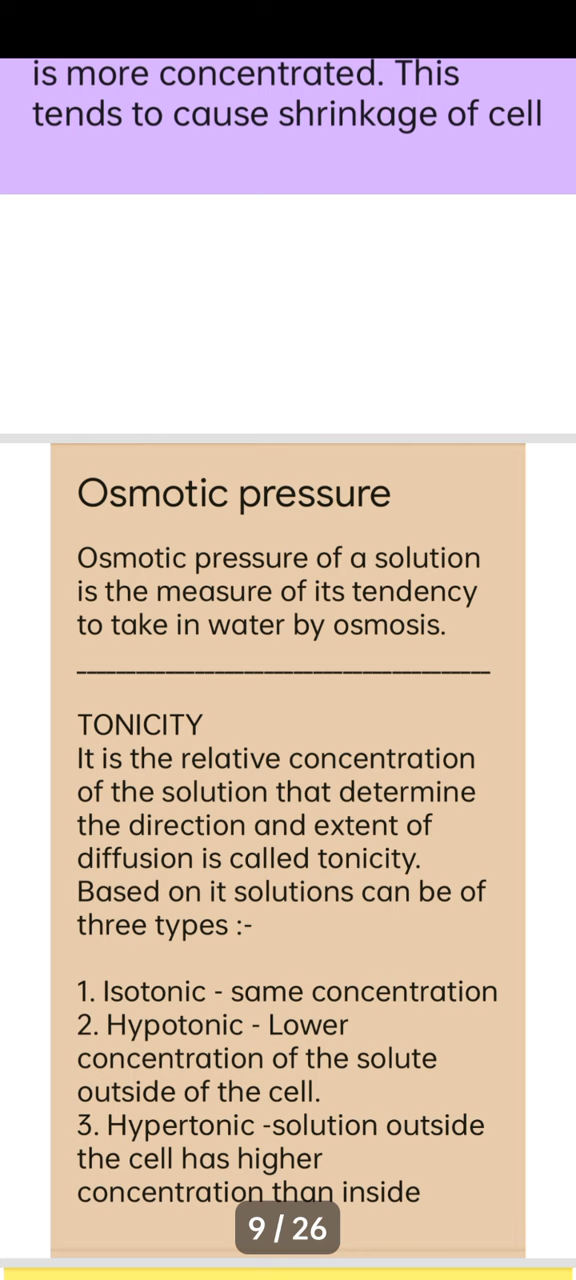 is more concentrated. This
tends to cause shrinkage of cell
Osmotic pressure
Osmotic pressure of a solution
is the measure of its tendency
to take in water by osmosis.
TONICITY
It is the relative concentration
of the solution that determine
the direction and extent of
diffusion is called tonicity.
Based on it solutions can be of
three types :-
1. Isotonic - same concentration
2. Hypotonic - Lower
concentration of the solute
outside of the cell.
3. Hypertonic -solution outside
the cell has higher
concentration than inside
9 / 26